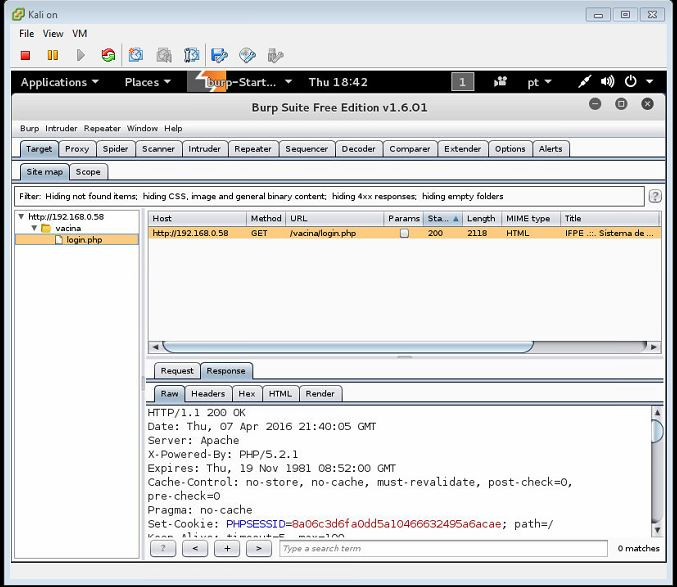 Kali on
File View VM
Applications Places burp-Start... Thu 18:42 1 pt
Burp Suite Free Edition v1.6.01
Burp Intruder Repeater Window Help
Target Proxy Spider Scanner Intruder Repeater Sequencer Decoder Comparer Extender Options Alerts
Site map Scope
Filter: Hiding not found items; hiding CSS, image and general binary content; hiding 4xx responses; hiding empty folders ?
http://192.168.0.58
vacina
login.php
Host Method URL Params Sta... Length MIME type Title
http://192.168.0.58 GET /vacina/login.php 200 2118 HTML IFPE .::. Sistema de ...
Request Response
Raw Headers Hex HTML Render
HTTP/1.1 200 OK
Date: Thu, 07 Apr 2016 21:40:05 GMT
Server: Apache
X-Powered-By: PHP/5.2.1
Expires: Thu, 19 Nov 1981 08:52:00 GMT
Cache-Control: no-store, no-cache, must-revalidate, post-check=0,
pre-check=0
Pragma: no-cache
Set-Cookie: PHPSESSID=8a06c3d6fa0dd5a10466632495a6acae; path=/
Keep-Alive: timeout=5, max=100
? < + > Type a search term 0 matches